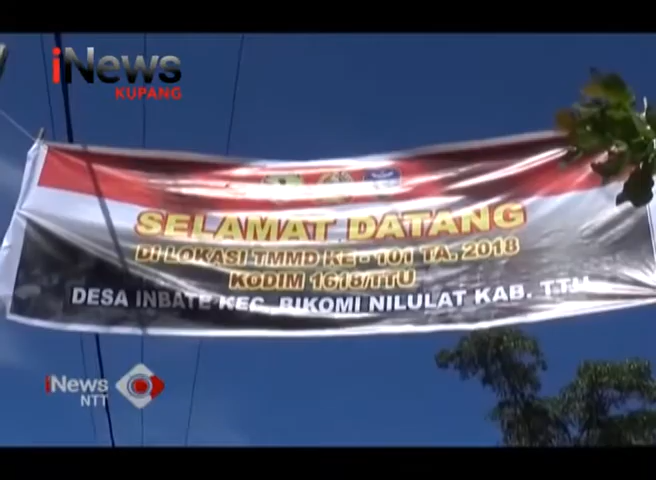 iNews
KUPANG
SELAMAT DATANG
DI LOKASI TMMD KE - 101 TA. 2018
KODIM 1618/TTU
DESA INBATE KEC. BIKOMI NILULAT KAB. TTU
iNews
NTT